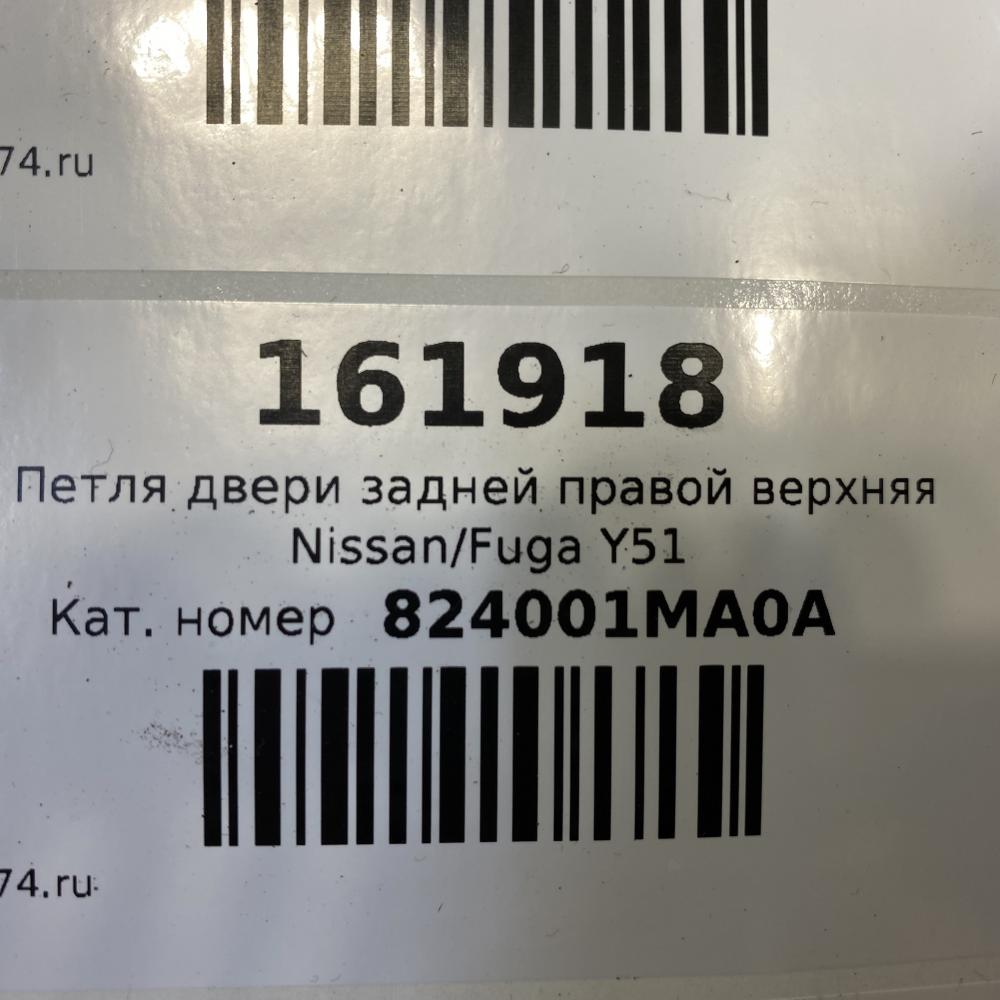 74.ru
161918
Петля двери задней правой верхняя
Nissan/Fuga Y51
Кат. номер 824001MA0A
74.ru